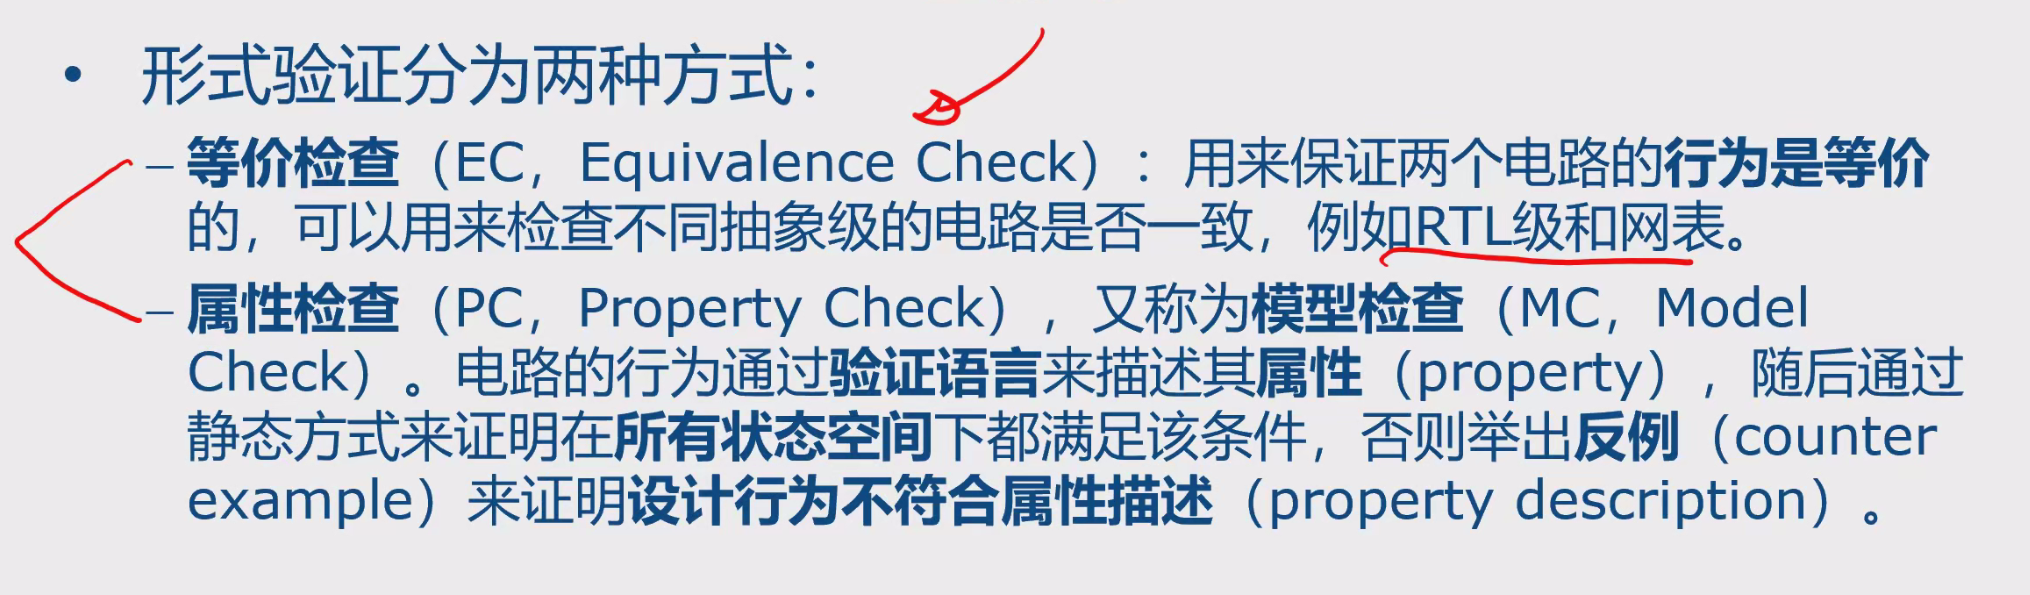 • 形式验证分为两种方式：
– 等价检查（EC，Equivalence Check）：用来保证两个电路的行为是等价
的，可以用来检查不同抽象级的电路是否一致，例如RTL级和网表。
– 属性检查（PC，Property Check），又称为模型检查（MC，Model
Check）。电路的行为通过验证语言来描述其属性（property），随后通过
静态方式来证明在所有状态空间下都满足该条件，否则举出反例（counter
example）来证明设计行为不符合属性描述（property description）。